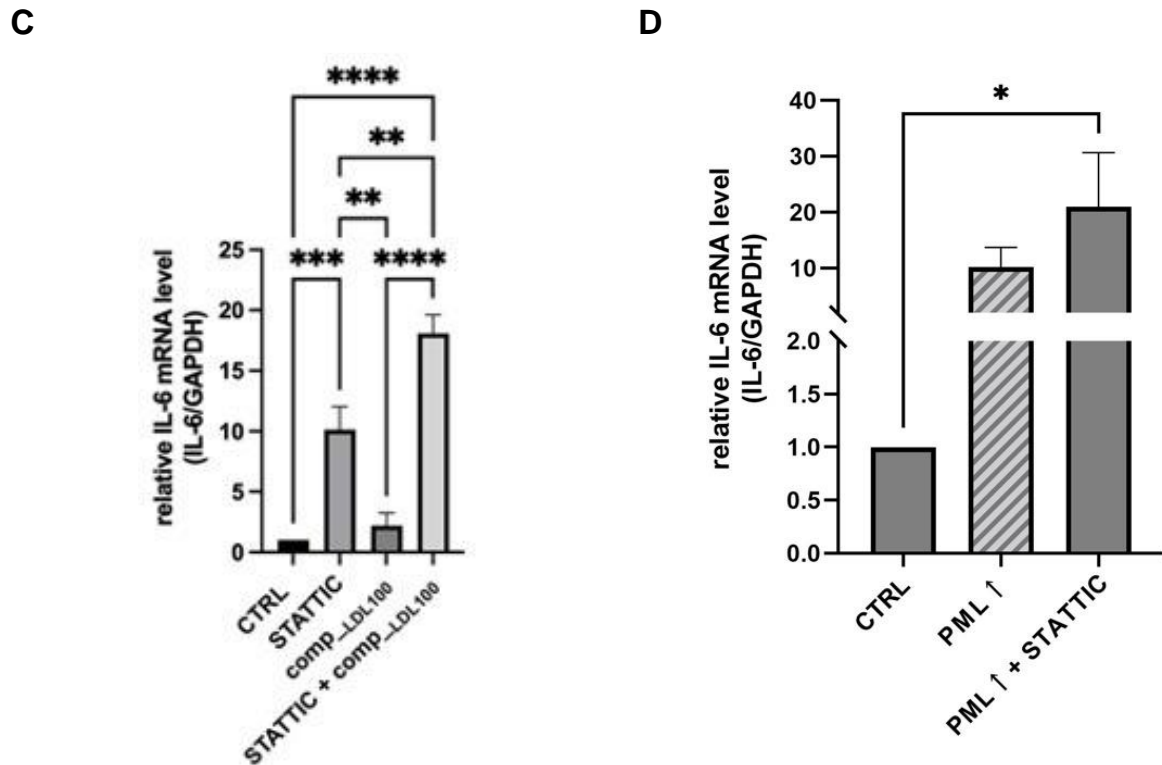 C
****
**
**
*** ****
relative IL-6 mRNA level
(IL-6/GAPDH)
25
20
15
10
5
0
CTRL
STATTIC
comp_LDL100
STATTIC + comp_LDL100
D
*
relative IL-6 mRNA level
(IL-6/GAPDH)
40
30
20
10
2.0
1.5
1.0
0.5
0.0
CTRL
PML ↑
PML ↑ + STATTIC